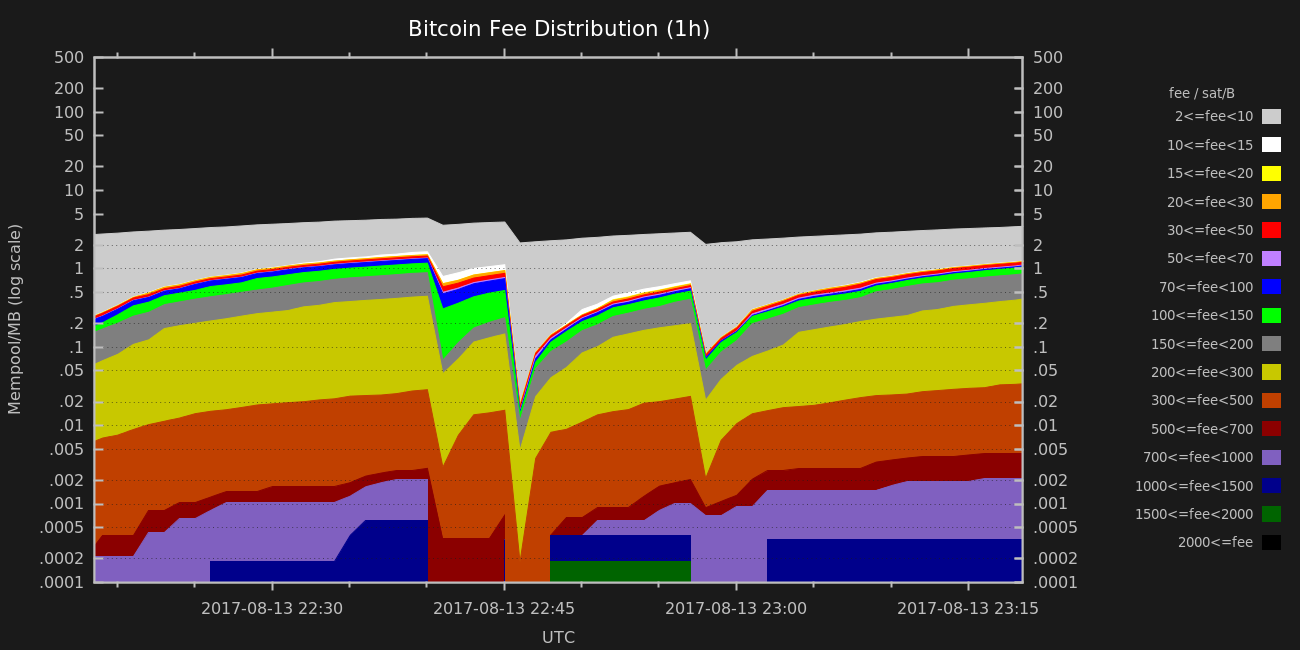 Bitcoin Fee Distribution (1h)
500
200
100
50
20
10
5
2
1
.5
.2
.1
.05
.02
.01
.005
.002
.001
.0005
.0002
.0001
Mempool/MB (log scale)
500
200
100
50
20
10
5
2
1
.5
.2
.1
.05
.02
.01
.005
.002
.001
.0005
.0002
.0001
2017-08-13 22:30
2017-08-13 22:45
2017-08-13 23:00
2017-08-13 23:15
UTC
fee / sat/B
2<=fee<10
10<=fee<15
15<=fee<20
20<=fee<30
30<=fee<50
50<=fee<70
70<=fee<100
100<=fee<150
150<=fee<200
200<=fee<300
300<=fee<500
500<=fee<700
700<=fee<1000
1000<=fee<1500
1500<=fee<2000
2000<=fee